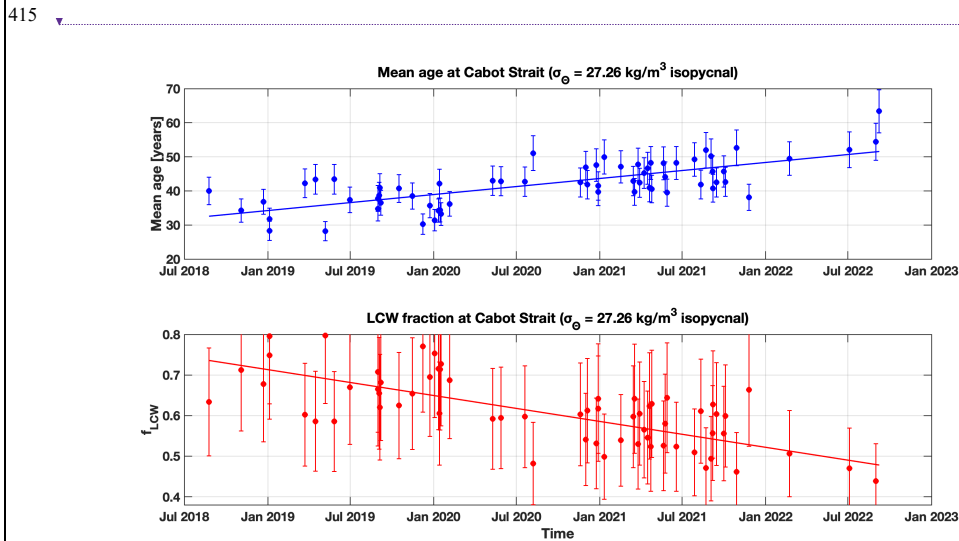 415
Mean age at Cabot Strait (σΘ = 27.26 kg/m³ isopycnal)
Mean age [years]
70
60
50
40
30
20
Jul 2018 Jan 2019 Jul 2019 Jan 2020 Jul 2020 Jan 2021 Jul 2021 Jan 2022 Jul 2022 Jan 2023
LCW fraction at Cabot Strait (σΘ = 27.26 kg/m³ isopycnal)
fLCW
0.8
0.7
0.6
0.5
0.4
Jul 2018 Jan 2019 Jul 2019 Jan 2020 Jul 2020 Jan 2021 Jul 2021 Jan 2022 Jul 2022 Jan 2023
Time